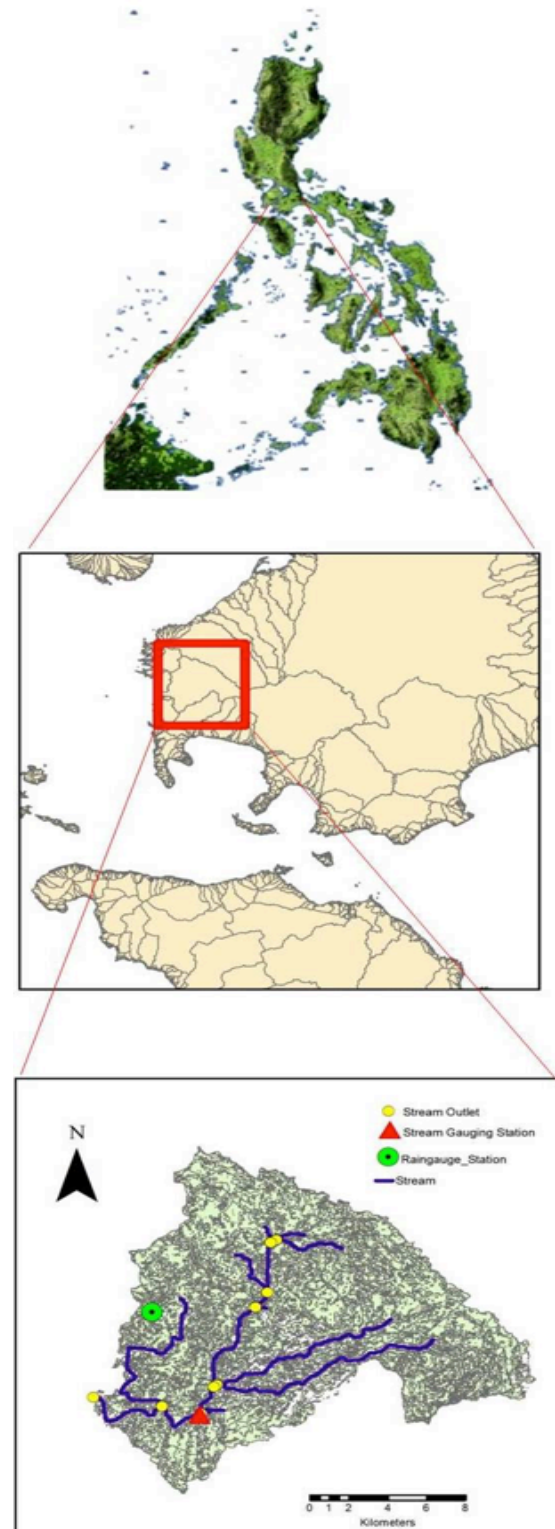 N
Stream Outlet
Stream Gauging Station
Raingauge_Station
Stream
0 1 2 4 6 8
Kilometers